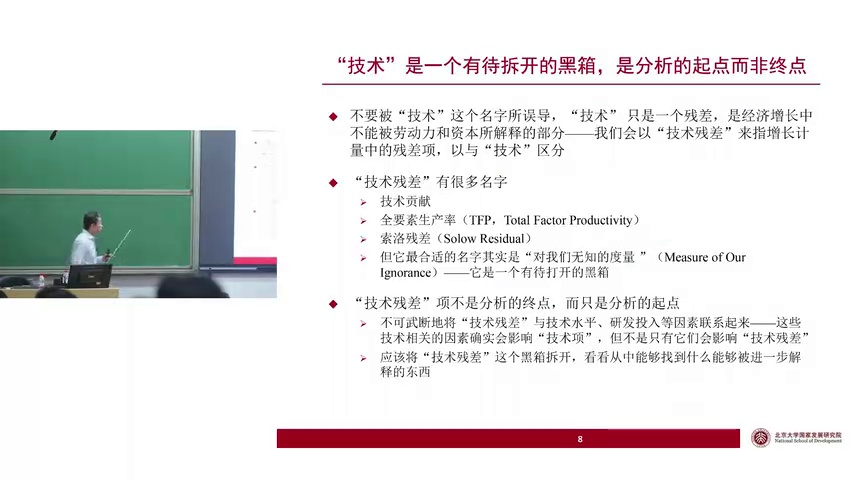 “技术”是一个有待拆开的黑箱，是分析的起点而非终点
不要被“技术”这个名字所误导，“技术” 只是一个残差，是经济增长中
不能被劳动力和资本所解释的部分——我们会以“技术残差”来指增长计
量中的残差项，以与“技术”区分
“技术残差”有很多名字
技术贡献
全要素生产率（TFP，Total Factor Productivity）
索洛残差（Solow Residual）
但它最合适的名字其实是“对我们无知的度量 ”（Measure of Our
Ignorance）——它是一个有待打开的黑箱
“技术残差”项不是分析的终点，而只是分析的起点
不可武断地将“技术残差”与技术水平、研发投入等因素联系起来——这些
技术相关的因素确实会影响“技术项”，但不是只有它们会影响“技术残差”
应该将“技术残差”这个黑箱拆开，看看从中能够找到什么能够被进一步解
释的东西
8
北京大学国家发展研究院
National School of Development